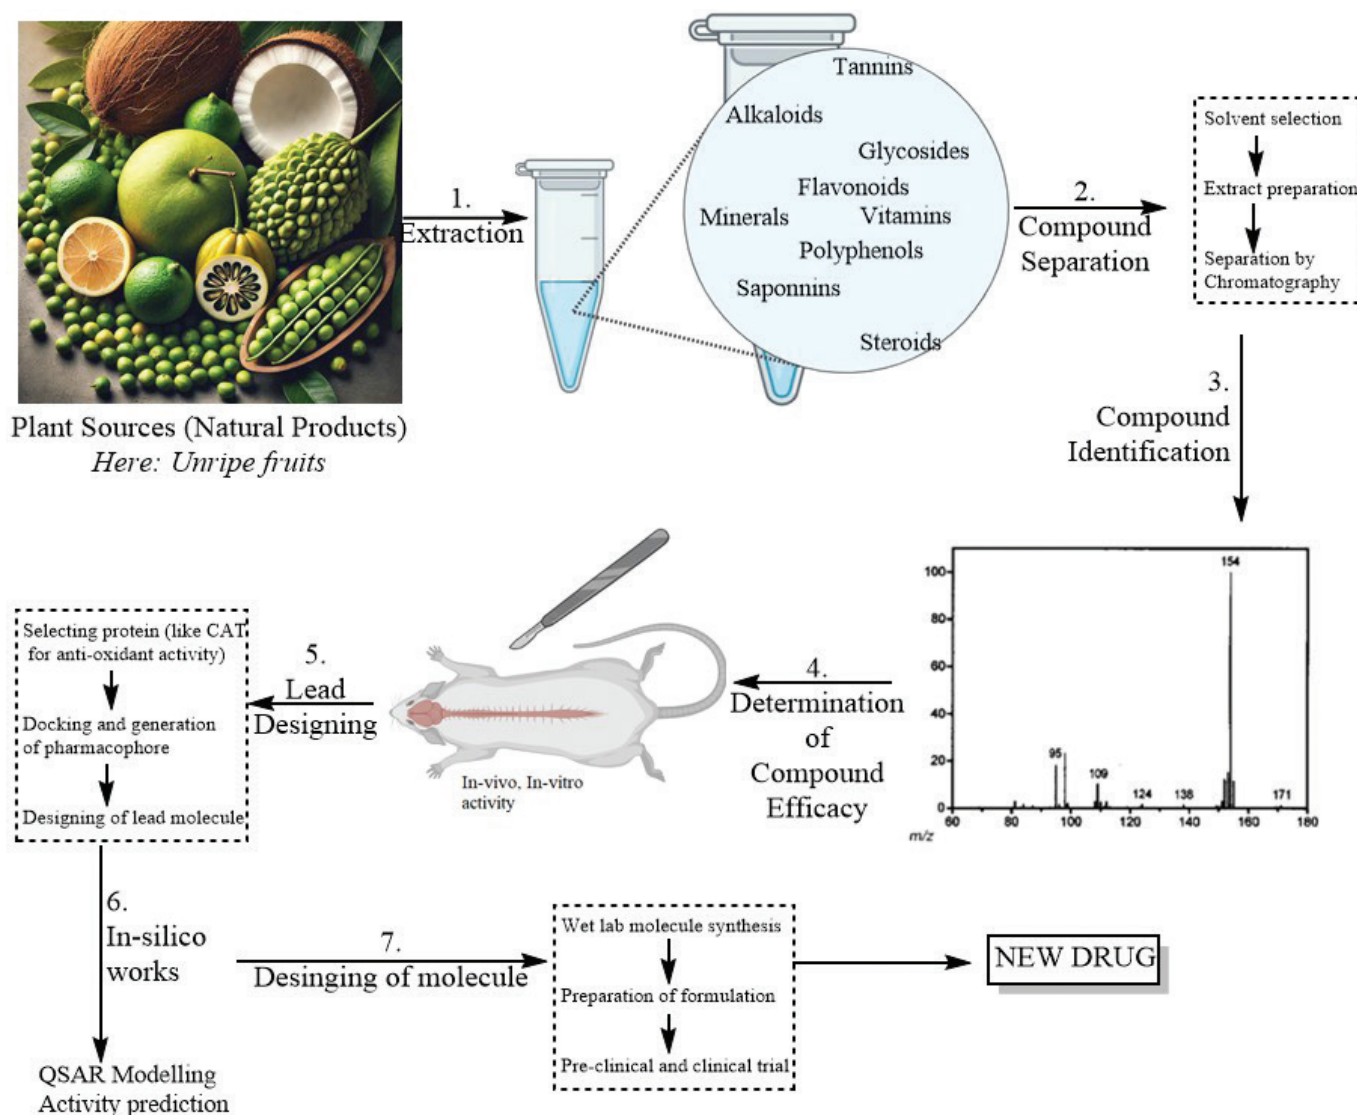 Plant Sources (Natural Products)
Here: Unripe fruits
1.
Extraction
Tannins
Alkaloids
Glycosides
Flavonoids
Minerals
Vitamins
Polyphenols
Saponnins
Steroids
2.
Compound
Separation
Solvent selection
Extract preparation
Separation by
Chromatography
3.
Compound
Identification
100
80
60
40
20
0
154
95
109
124
138
171
60
80
100
120
140
160
180
m/z
4.
Determination
of
Compound
Efficacy
In-vivo, In-vitro
activity
5.
Lead
Designing
Selecting protein (like CAT
for anti-oxidant activity)
Docking and generation
of pharmacophore
Designing of lead molecule
6.
In-silico
works
QSAR Modelling
Activity prediction
7.
Desinging of molecule
Wet lab molecule synthesis
Preparation of formulation
Pre-clinical and clinical trial
NEW DRUG